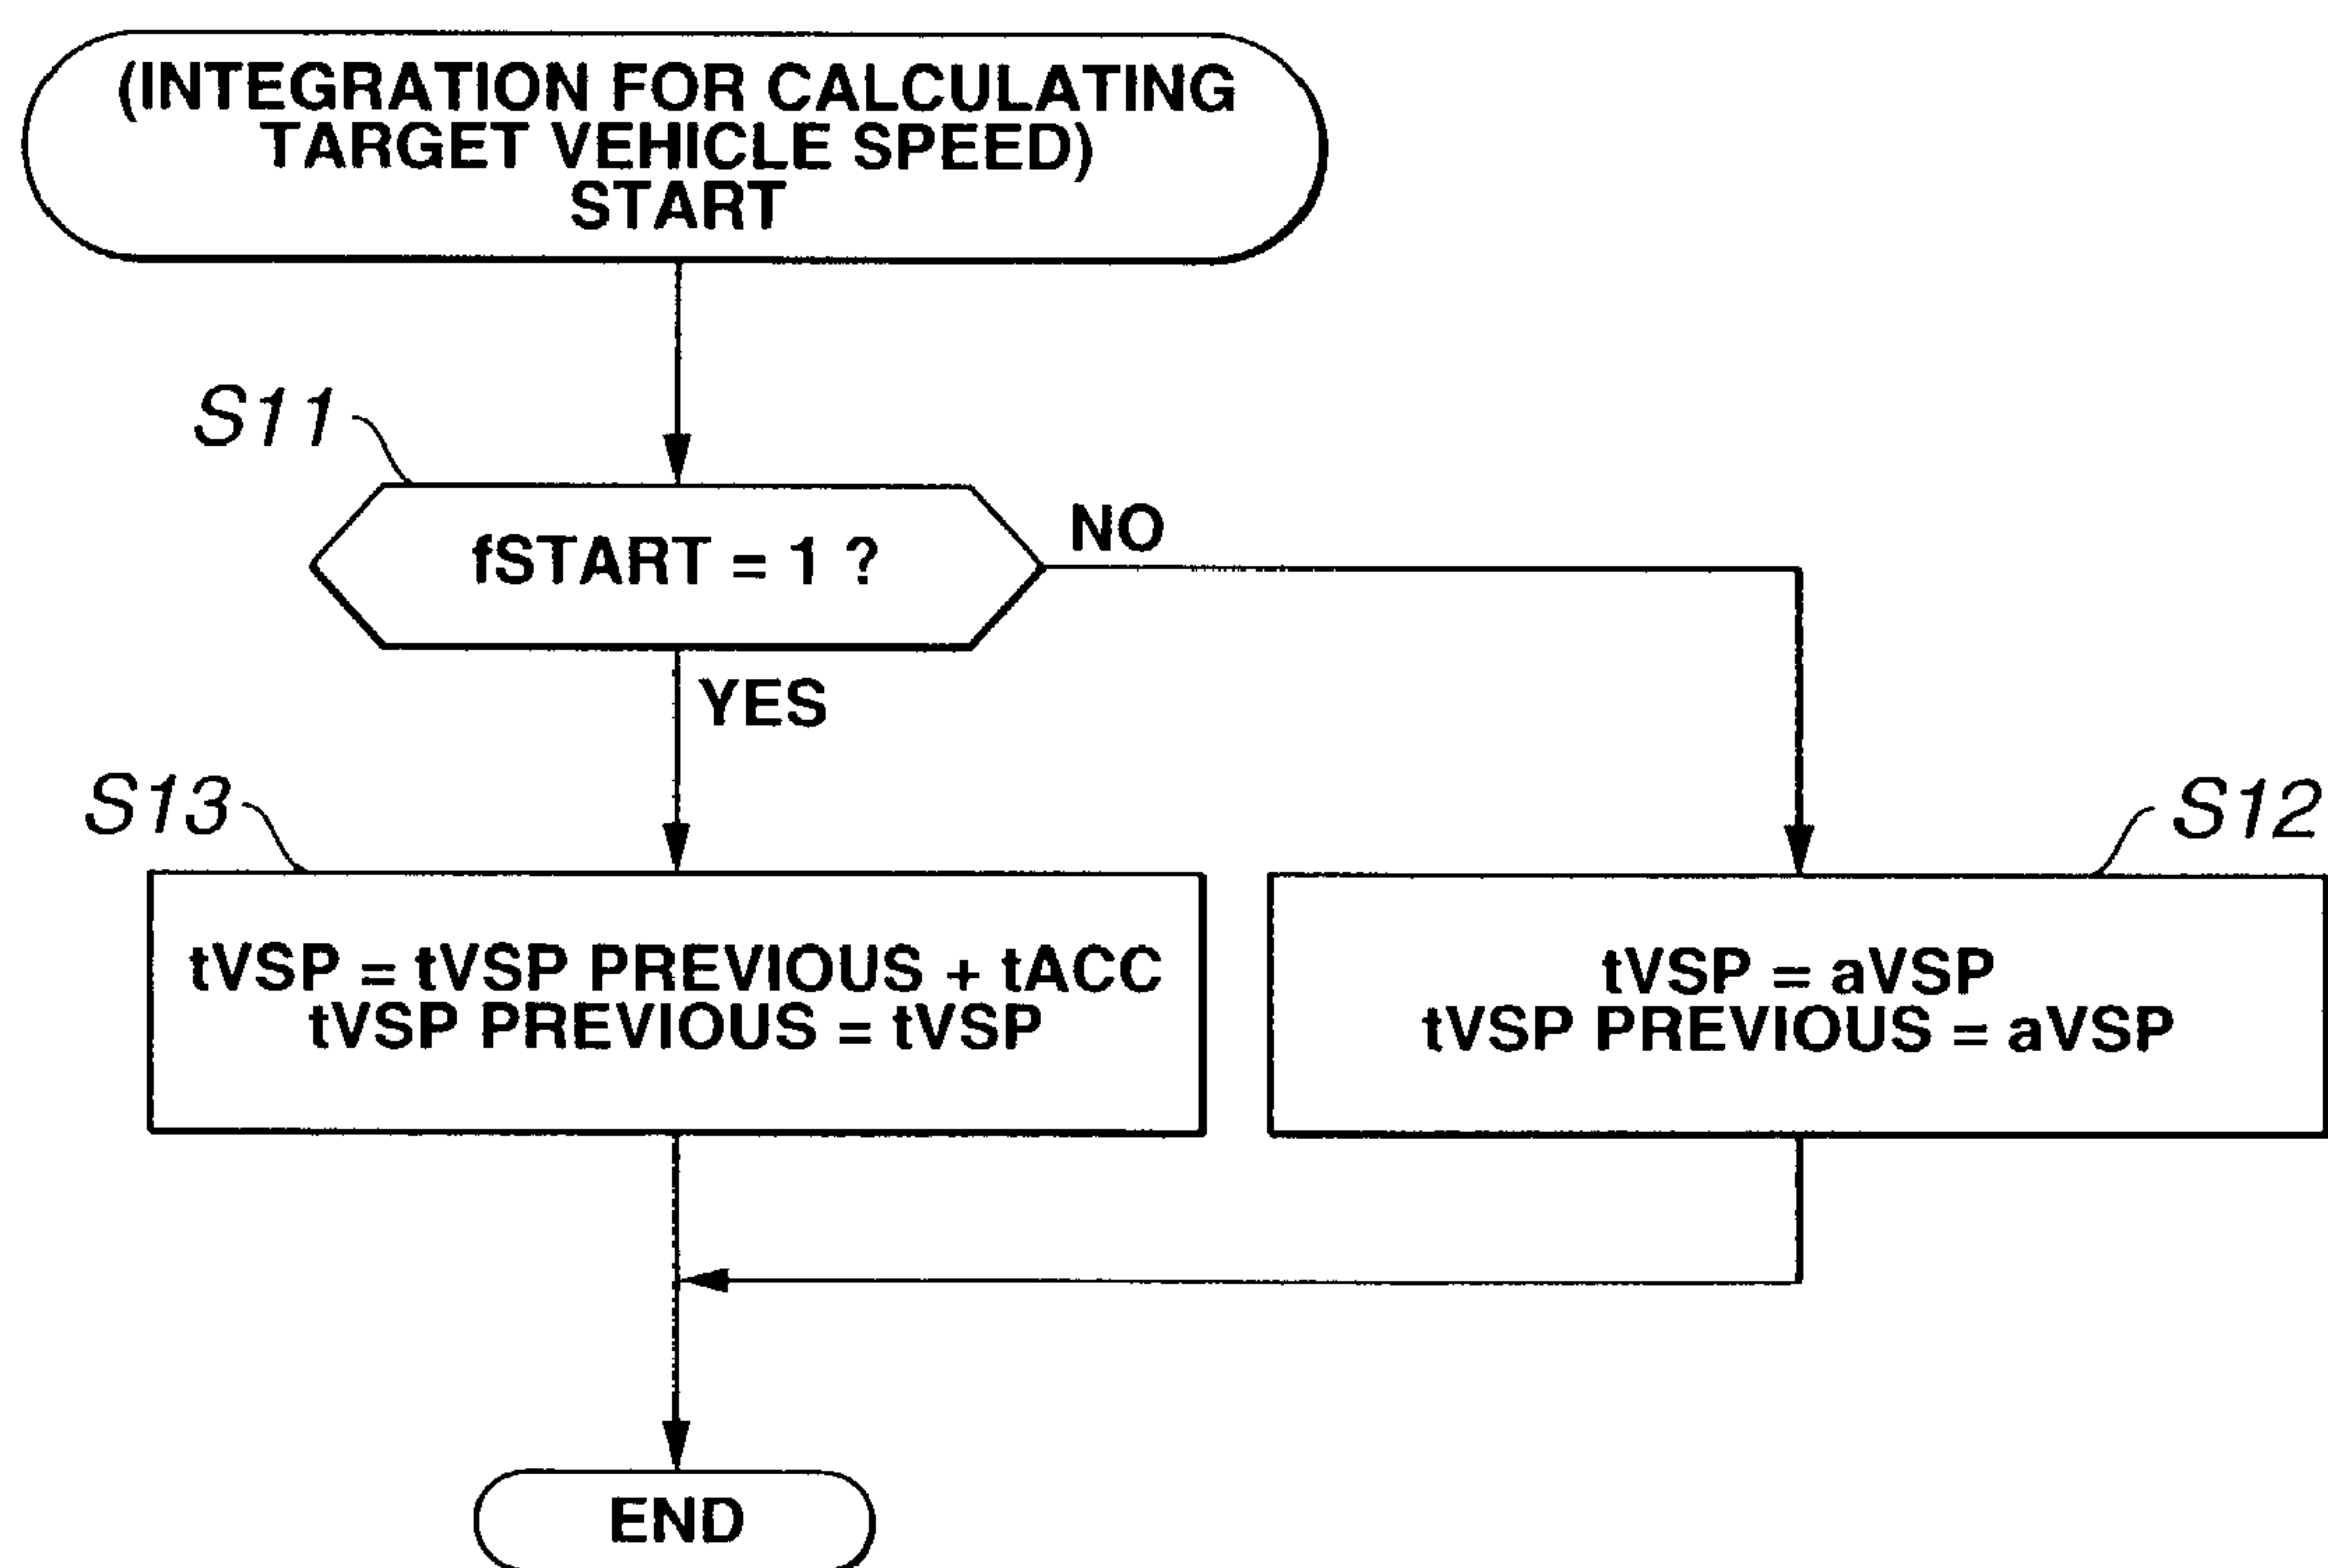 (INTEGRATION FOR CALCULATING
TARGET VEHICLE SPEED)
START
S11
fSTART = 1 ?
NO
YES
S13
tVSP = tVSP PREVIOUS + tACC
tVSP PREVIOUS = tVSP
S12
tVSP = aVSP
tVSP PREVIOUS = aVSP
END